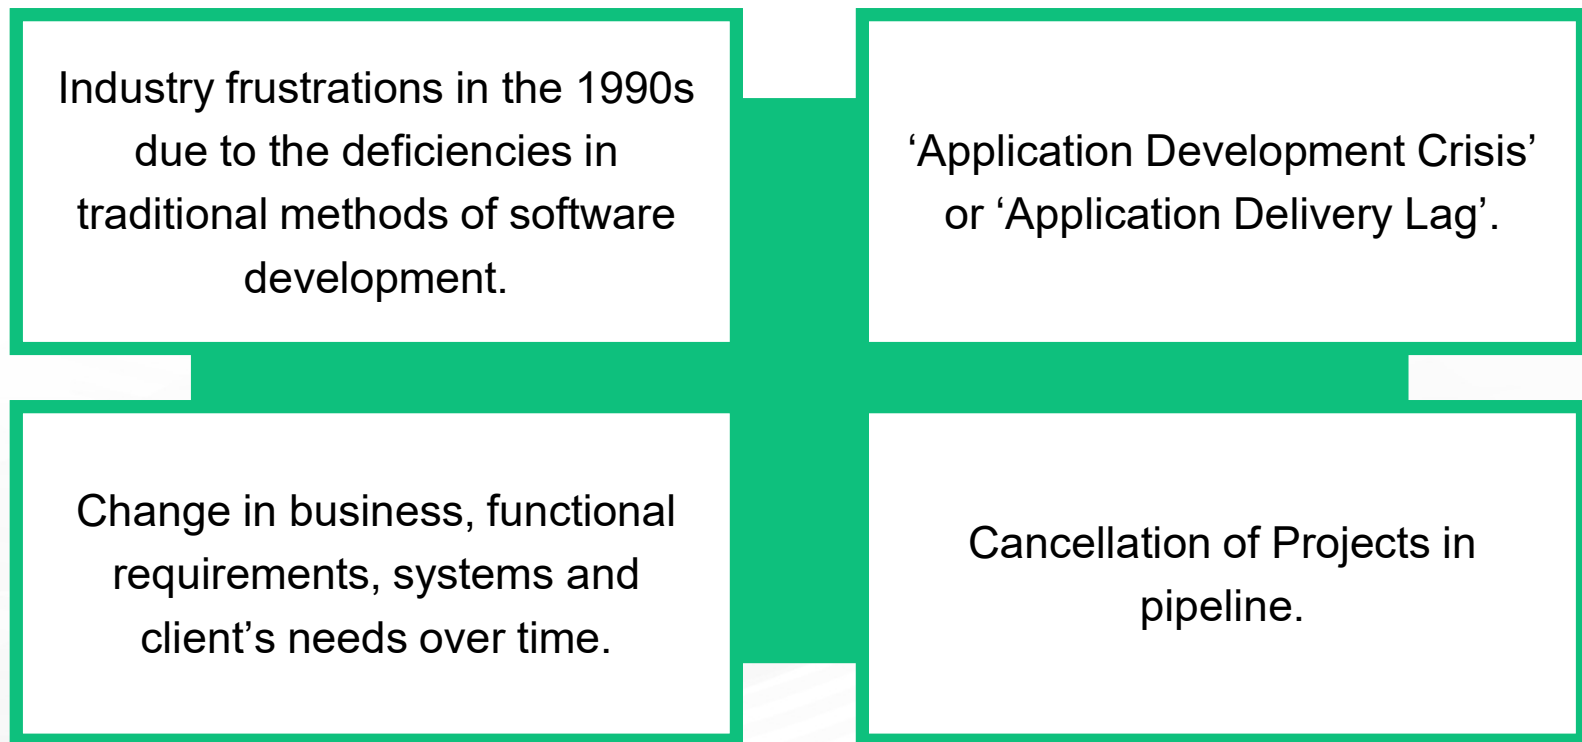 Industry frustrations in the 1990s
due to the deficiencies in
traditional methods of software
development.
‘Application Development Crisis’
or ‘Application Delivery Lag’.
Change in business, functional
requirements, systems and
client’s needs over time.
Cancellation of Projects in
pipeline.